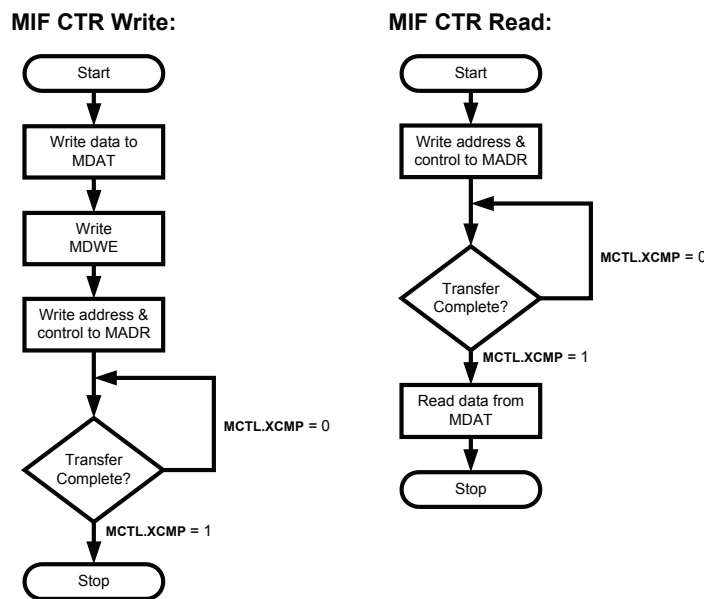 MIF CTR Write:
Start
Write data to
MDAT
Write
MDWE
Write address &
control to MADR
MCTL.XCMP = 0
Transfer
Complete?
MCTL.XCMP = 1
Stop
MIF CTR Read:
Start
Write address &
control to MADR
MCTL.XCMP = 0
Transfer
Complete?
MCTL.XCMP = 1
Read data from
MDAT
Stop